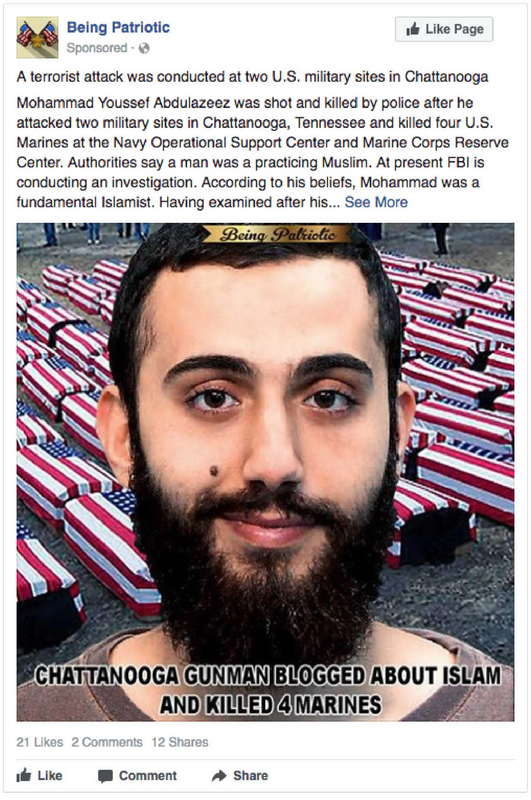 Being Patriotic
Like Page
Sponsored ·
A terrorist attack was conducted at two U.S. military sites in Chattanooga
Mohammad Youssef Abdulazeez was shot and killed by police after he
attacked two military sites in Chattanooga, Tennessee and killed four U.S.
Marines at the Navy Operational Support Center and Marine Corps Reserve
Center. Authorities say a man was a practicing Muslim. At present FBI is
conducting an investigation. According to his beliefs, Mohammad was a
fundamental Islamist. Having examined after his... See More
Being Patriotic
CHATTANOOGA GUNMAN BLOGGED ABOUT ISLAM
AND KILLED 4 MARINES
21 Likes 2 Comments 12 Shares
Like Comment Share